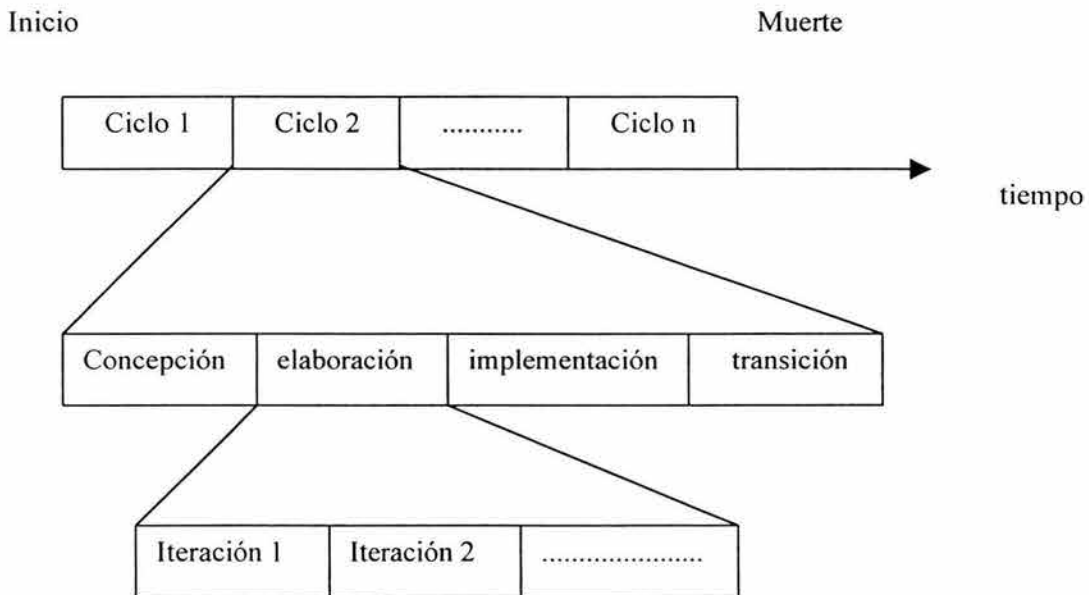 Inicio Muerte
Ciclo 1 Ciclo 2 ........... Ciclo n
tiempo
Concepción elaboración implementación transición
Iteración 1 Iteración 2 ......................